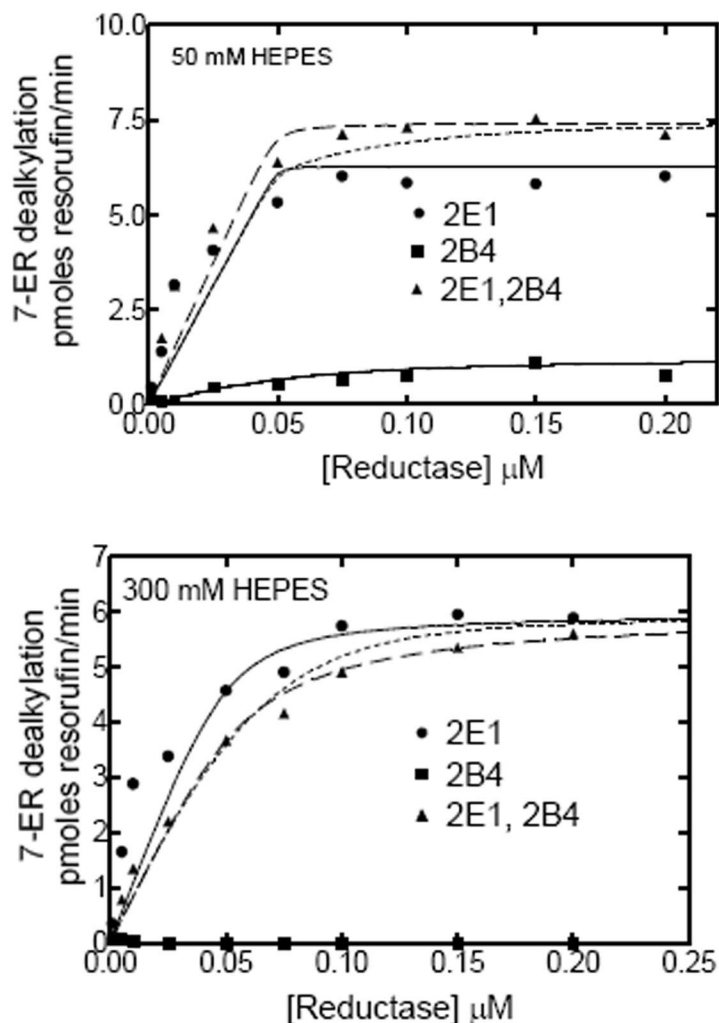 10.0
50 mM HEPES
7.5
5.0
2.5
0.0
7-ER dealkylation
pmoles resorufin/min
2E1
2B4
2E1,2B4
0.00 0.05 0.10 0.15 0.20
[Reductase] μM
7
300 mM HEPES
6
5
4
3
2
1
0
7-ER dealkylation
pmoles resorufin/min
2E1
2B4
2E1, 2B4
0.00 0.05 0.10 0.15 0.20 0.25
[Reductase] μM